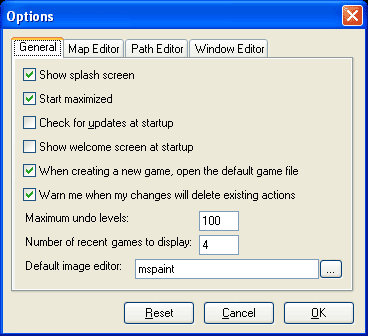 Options
General
Map Editor
Path Editor
Window Editor
Show splash screen
Start maximized
Check for updates at startup
Show welcome screen at startup
When creating a new game, open the default game file
Warn me when my changes will delete existing actions
Maximum undo levels: 100
Number of recent games to display: 4
Default image editor: mspaint ...
Reset
Cancel
OK